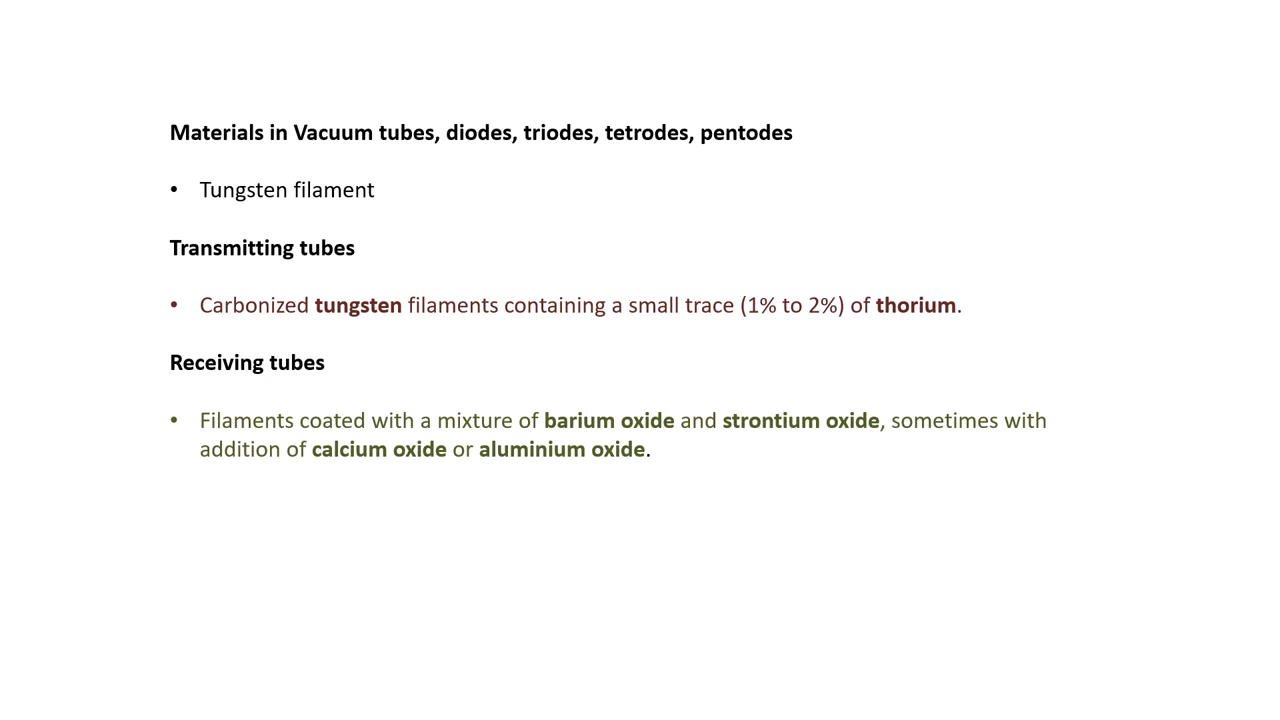 Materials in Vacuum tubes, diodes, triodes, tetrodes, pentodes
• Tungsten filament
Transmitting tubes
• Carbonized tungsten filaments containing a small trace (1% to 2%) of thorium.
Receiving tubes
• Filaments coated with a mixture of barium oxide and strontium oxide, sometimes with
addition of calcium oxide or aluminium oxide.